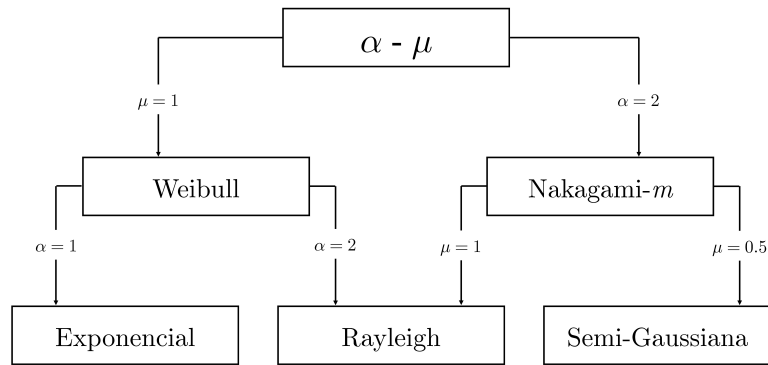 α - μ
μ = 1
α = 2
Weibull
Nakagami-m
α = 1
α = 2
μ = 1
μ = 0.5
Exponencial
Rayleigh
Semi-Gaussiana